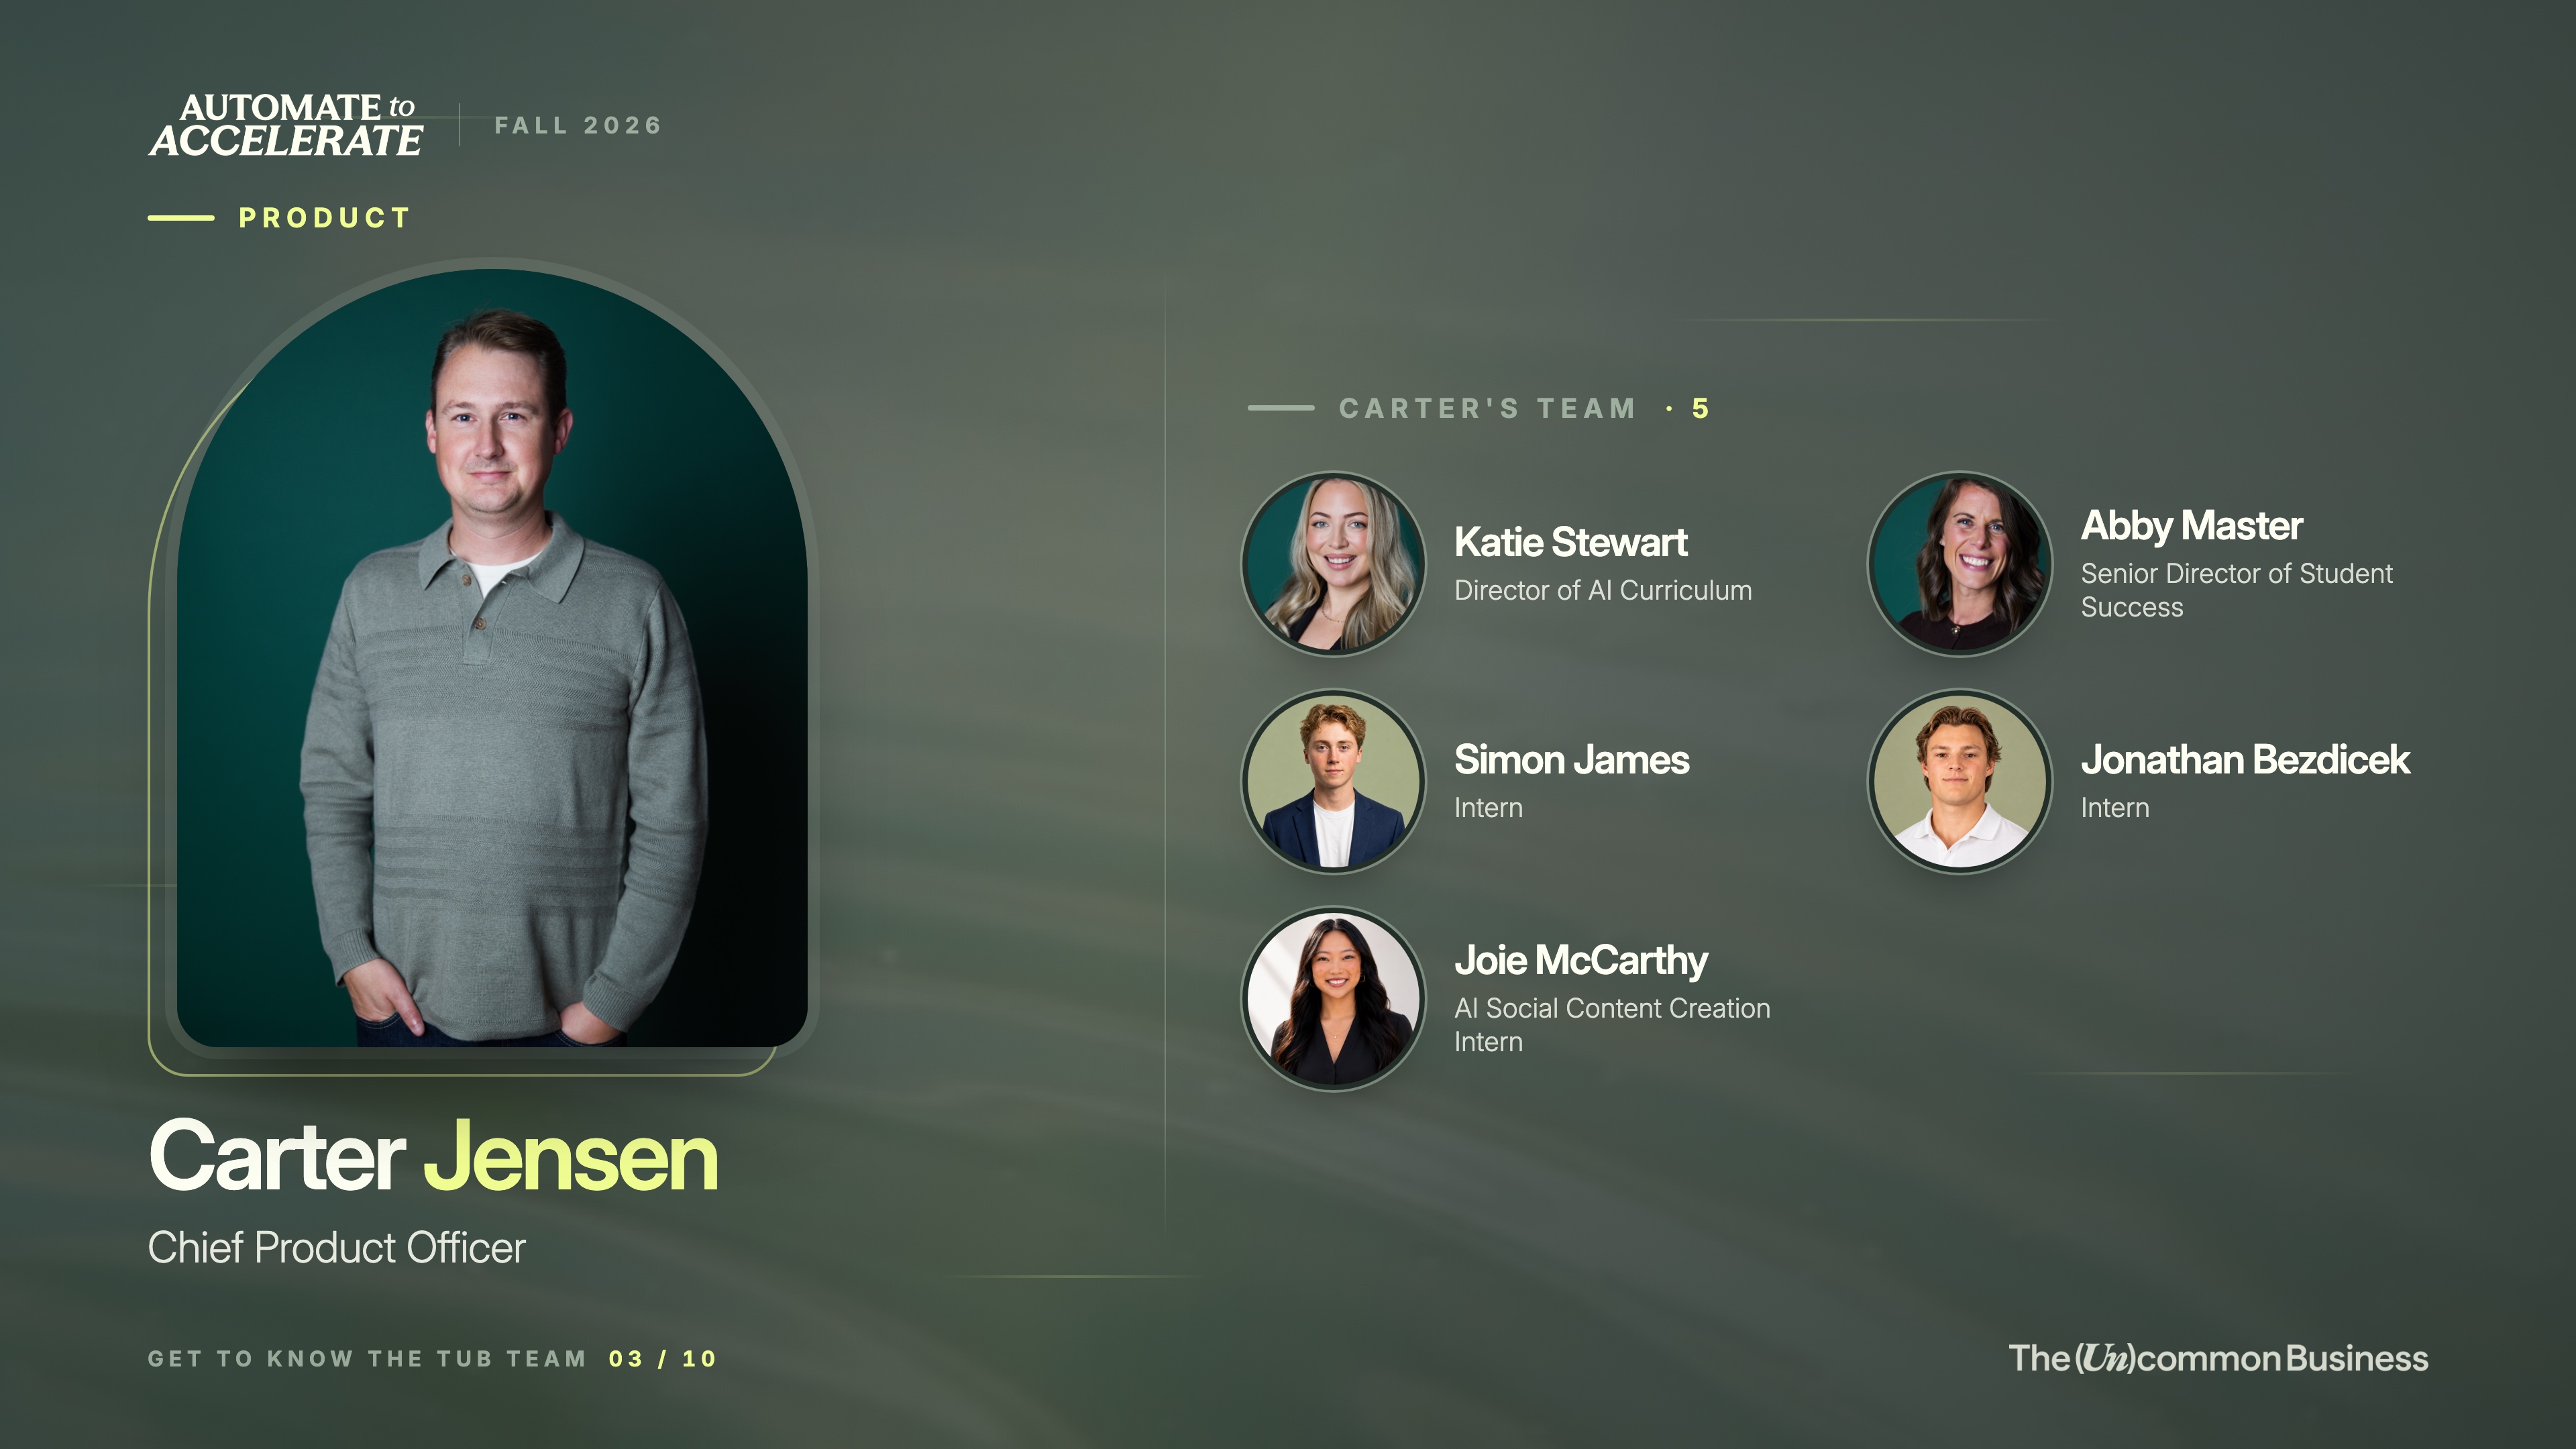 AUTOMATE to
ACCELERATE
FALL 2026
PRODUCT
Carter Jensen
Chief Product Officer
CARTER'S TEAM · 5
Katie Stewart
Director of AI Curriculum
Abby Master
Senior Director of Student
Success
Simon James
Intern
Jonathan Bezdicek
Intern
Joie McCarthy
AI Social Content Creation
Intern
GET TO KNOW THE TUB TEAM 03 / 10
The (Un)common Business